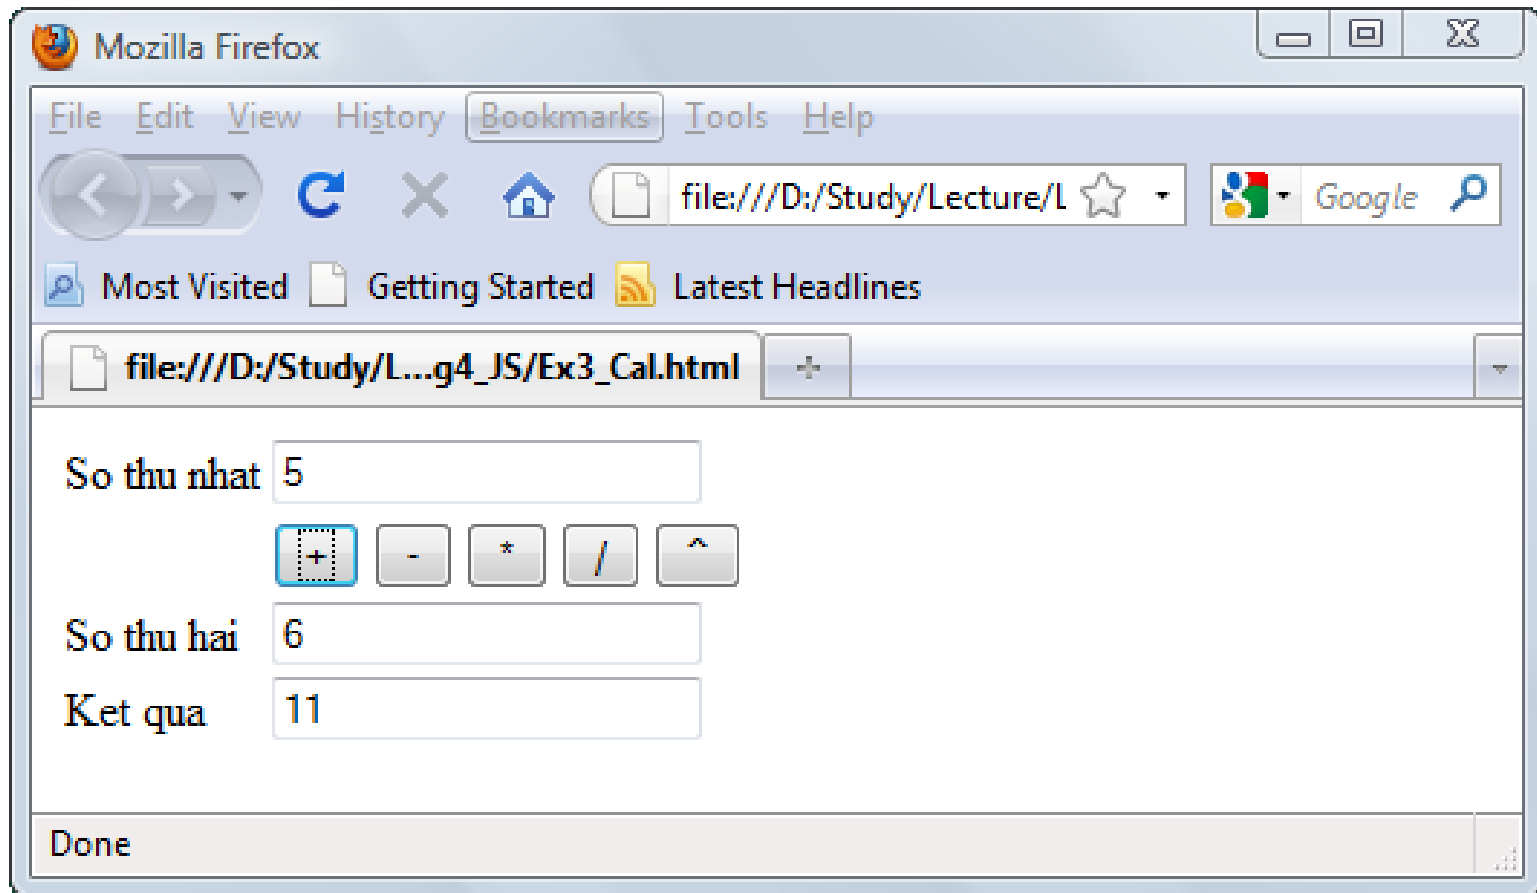 Mozilla Firefox
File Edit View History Bookmarks Tools Help
file:///D:/Study/Lecture/L Google
Most Visited Getting Started Latest Headlines
file:///D:/Study/L...g4_JS/Ex3_Cal.html +
So thu nhat 5
+ - * / ^
So thu hai 6
Ket qua 11
Done